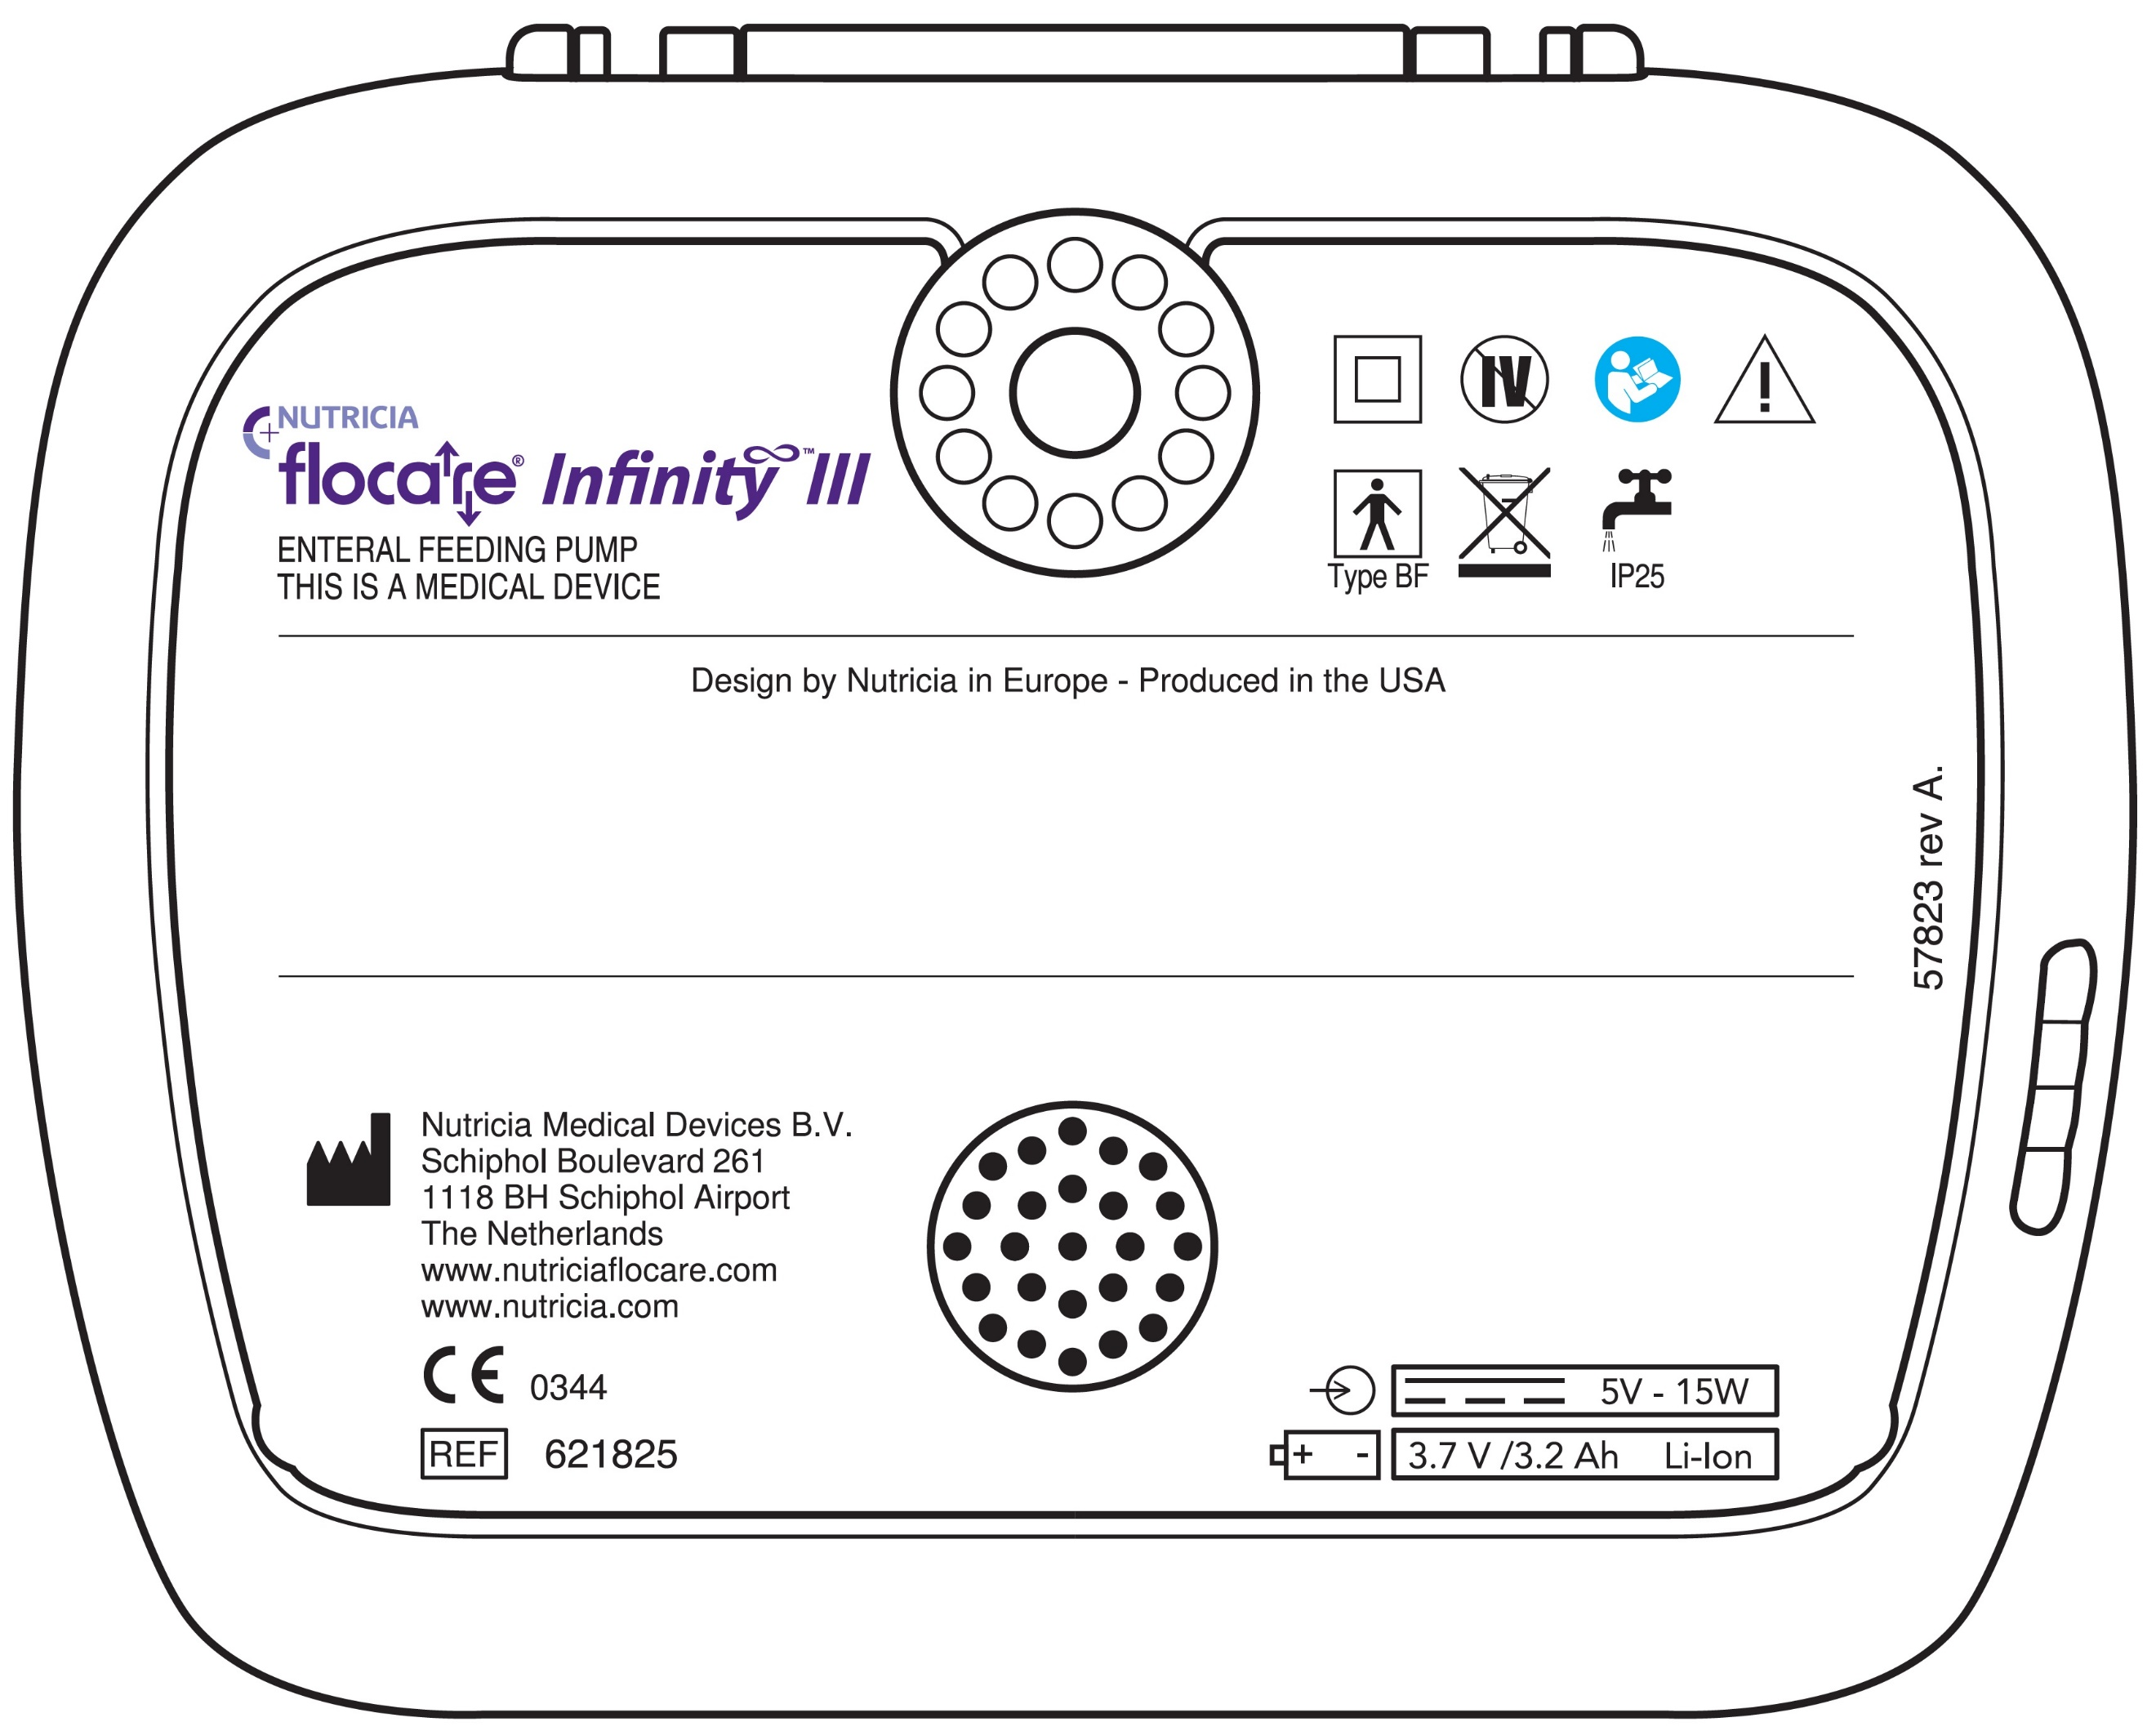 NUTRICIA
flocare® Infinity™ III
ENTERAL FEEDING PUMP
THIS IS A MEDICAL DEVICE
IV
Type BF
IP25
Design by Nutricia in Europe - Produced in the USA
57823 rev A.
Nutricia Medical Devices B.V.
Schiphol Boulevard 261
1118 BH Schiphol Airport
The Netherlands
www.nutriciaflocare.com
www.nutricia.com
CE 0344
REF 621825
5V - 15W
+ - 3.7 V /3.2 Ah Li-Ion